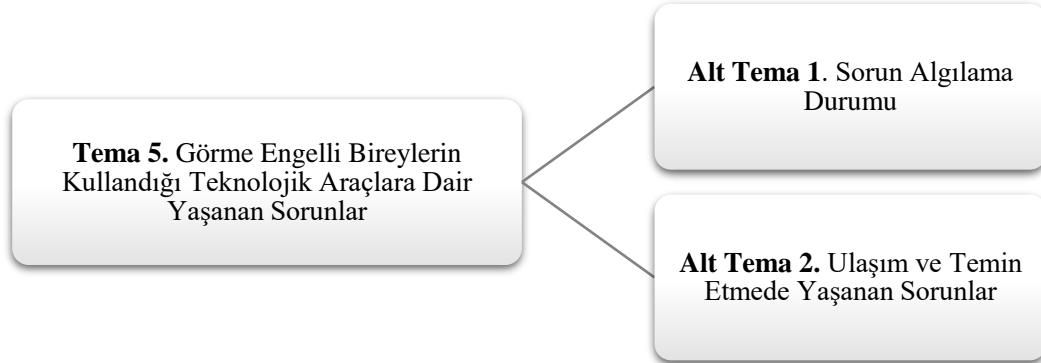 Tema 5. Görme Engelli Bireylerin
Kullandığı Teknolojik Araçlara Dair
Yaşanan Sorunlar
Alt Tema 1. Sorun Algılama
Durumu
Alt Tema 2. Ulaşım ve Temin
Etmede Yaşanan Sorunlar